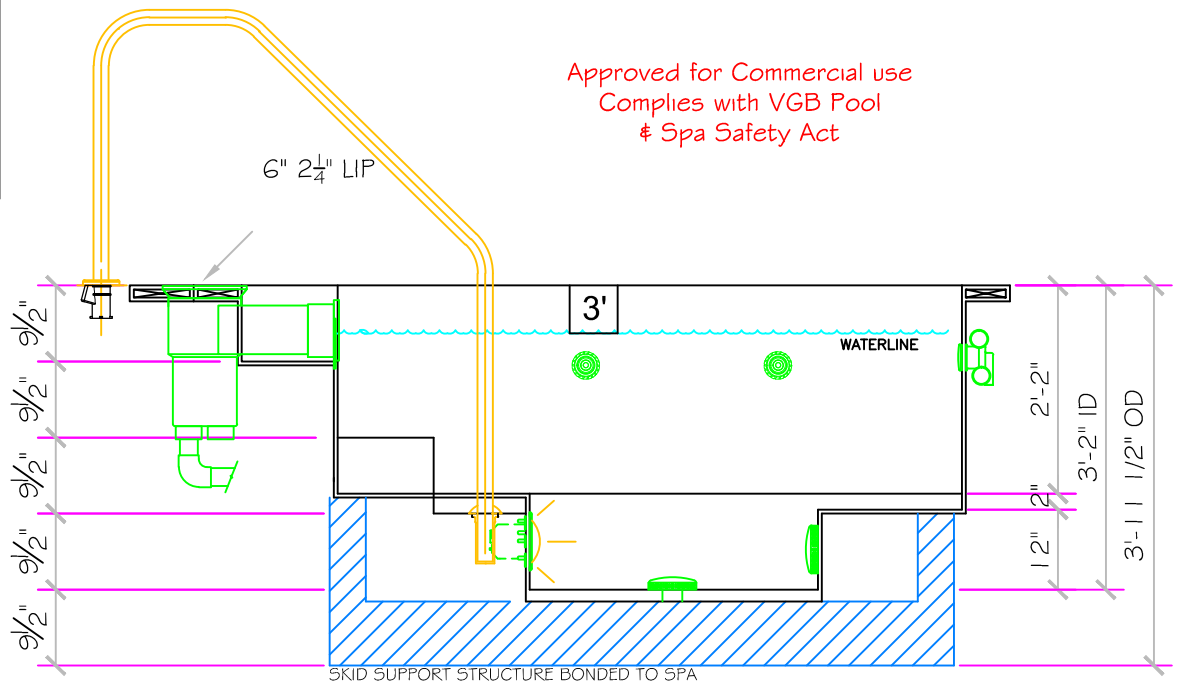 Approved for Commercial use
Complies with VGB Pool
& Spa Safety Act
6" 2¼" LIP
3'
WATERLINE
9½"
9½"
9½"
9½"
9½"
2'-2"
2"
12"
3'-2" ID
3'-11 1/2" OD
SKID SUPPORT STRUCTURE BONDED TO SPA